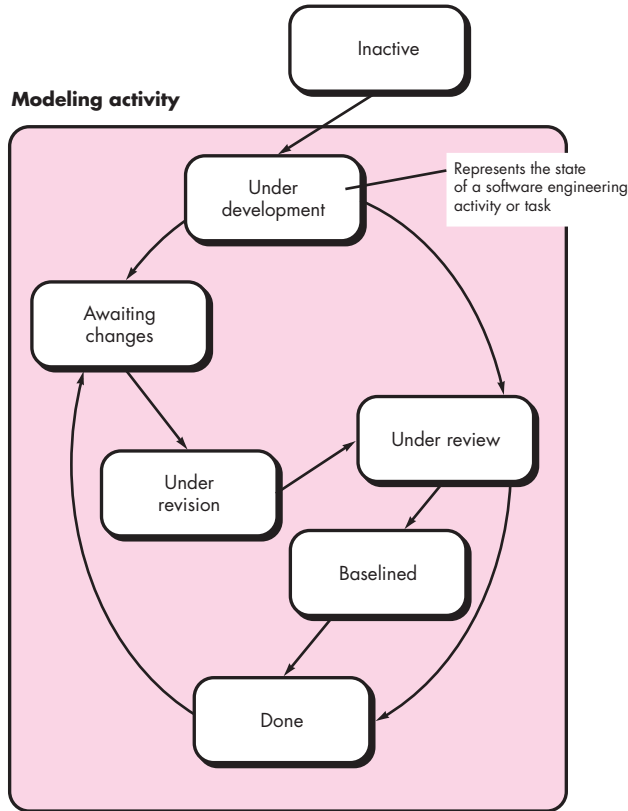 Inactive
Modeling activity
Represents the state
of a software engineering
activity or task
Under
development
Awaiting
changes
Under review
Under
revision
Baselined
Done